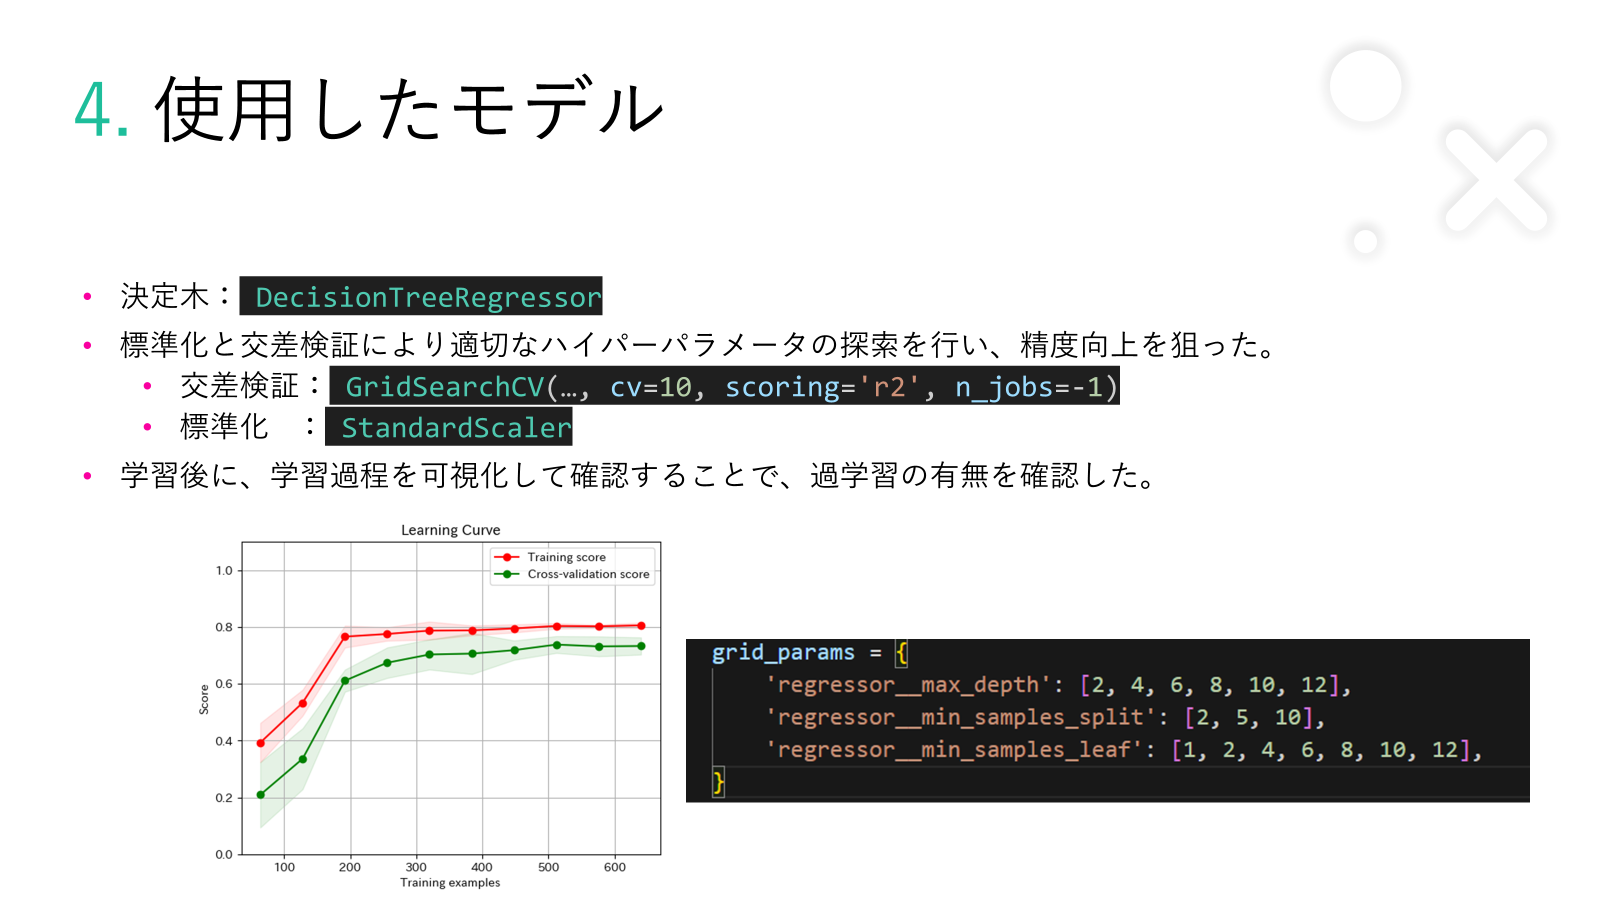 4. 使用したモデル
• 決定木： DecisionTreeRegressor
• 標準化と交差検証により適切なハイパーパラメータの探索を行い、精度向上を狙った。
• 交差検証： GridSearchCV(…, cv=10, scoring='r2', n_jobs=-1)
• 標準化　： StandardScaler
• 学習後に、学習過程を可視化して確認することで、過学習の有無を確認した。
Learning Curve
Training score
Cross-validation score
1.0
0.8
0.6
0.4
0.2
0.0
Score
100 200 300 400 500 600
Training examples
grid_params = {
'regressor__max_depth': [2, 4, 6, 8, 10, 12],
'regressor__min_samples_split': [2, 5, 10],
'regressor__min_samples_leaf': [1, 2, 4, 6, 8, 10, 12],
}